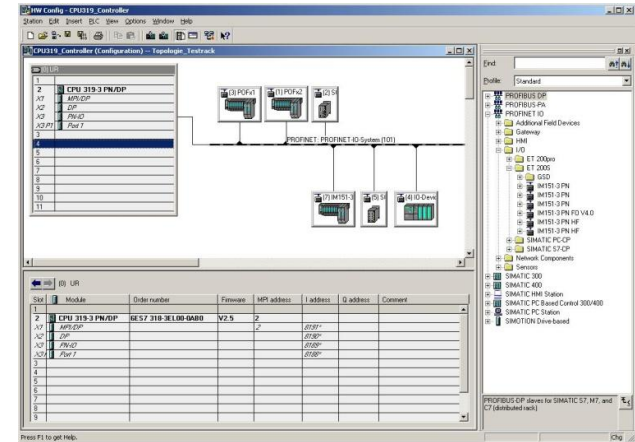 HW Config - CPU319_Controller
Station Edit Insert PLC View Options Window Help
CPU319_Controller (Configuration) -- Topologie_Testrack
(0) UR
1
2 CPU 319-3 PN/DP
X1 MPI/DP
X2 DP
X3 PN-IO
X3 P1 Port 1
3
4
5
6
7
8
9
10
11
(3) POFx1
(1) POFx2
(2) SI
PROFINET: PROFINET-IO-System (101)
(7) IM151-3
(5) SI
(4) IO-Devi
(0) UR
Slot Module Order number Firmware MPI address I address Q address Comment
1
2 CPU 319-3 PN/DP 6ES7 318-3EL00-0AB0 V2.5 2
X1 MPI/DP 2 8191*
X2 DP 8190*
X3 PN-IO 8189*
X3 Port 1 8188*
3
4
5
6
7
8
9
Press F1 to get Help.
Find
Profile: Standard
PROFIBUS DP
PROFIBUS-PA
PROFINET IO
Additional Field Devices
Gateway
HMI
I/O
ET 200pro
ET 200S
GSD
IM151-3 PN
IM151-3 PN
IM151-3 PN
IM151-3 PN FO V4.0
IM151-3 PN HF
IM151-3 PN HF
SIMATIC PC-CP
SIMATIC S7-CP
Network Components
Sensors
SIMATIC 300
SIMATIC 400
SIMATIC HMI Station
SIMATIC PC Based Control 300/400
SIMATIC PC Station
SIMOTION Drive-based
PROFIBUS-DP slaves for SIMATIC S7, M7, and
C7 (distributed rack)
Chg